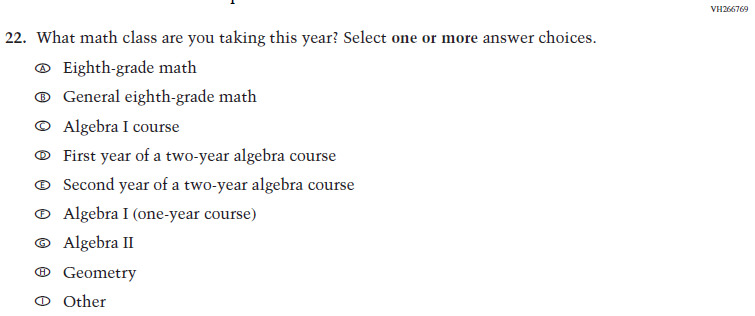 VH266769
22. What math class are you taking this year? Select one or more answer choices.
A Eighth-grade math
B General eighth-grade math
C Algebra I course
D First year of a two-year algebra course
E Second year of a two-year algebra course
F Algebra I (one-year course)
G Algebra II
H Geometry
I Other